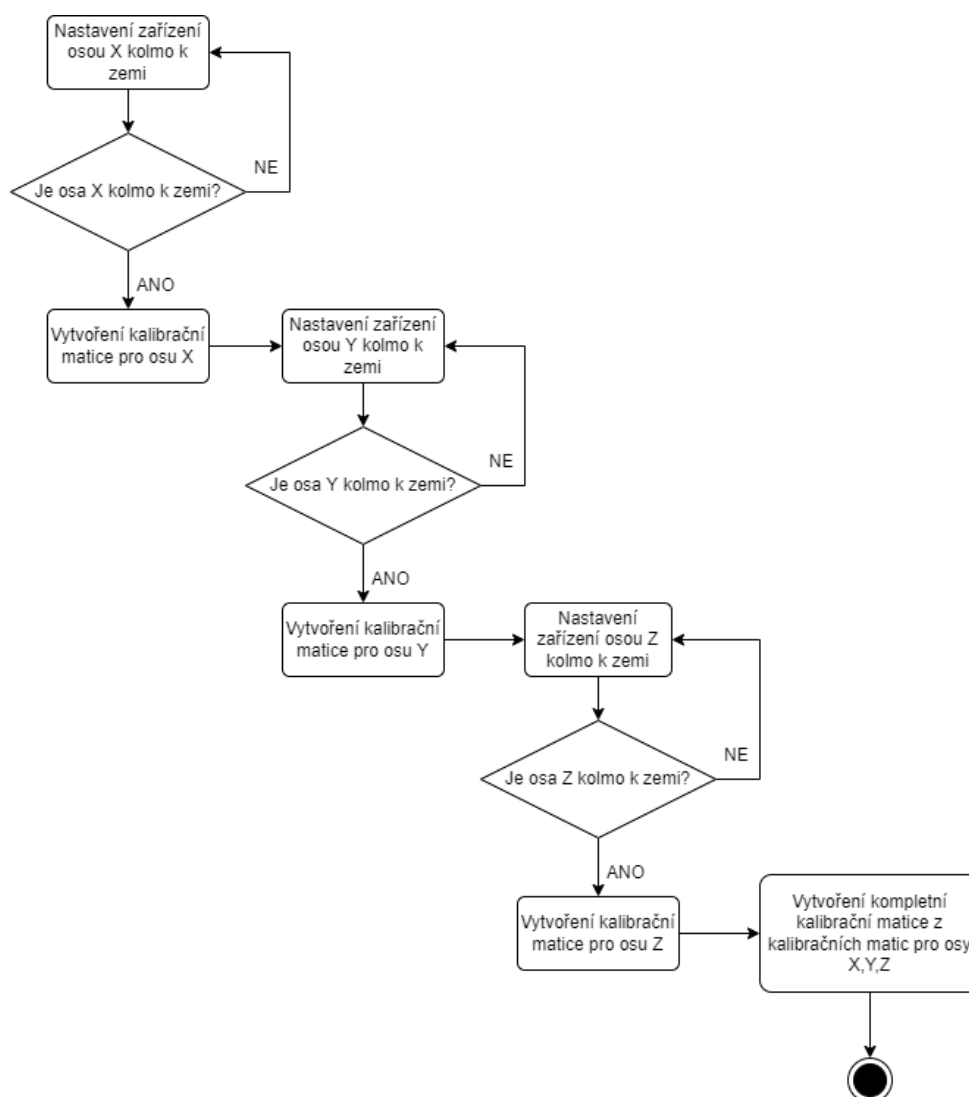 Nastavení zařízení
osou X kolmo k
zemi
NE
Je osa X kolmo k zemi?
ANO
Vytvoření kalibrační
matice pro osu X
Nastavení zařízení
osou Y kolmo k
zemi
NE
Je osa Y kolmo k zemi?
ANO
Vytvoření kalibrační
matice pro osu Y
Nastavení
zařízení osou Z
kolmo k zemi
NE
Je osa Z kolmo k zemi?
ANO
Vytvoření kalibrační
matice pro osu Z
Vytvoření kompletní
kalibrační matice z
kalibračních matic pro osy
X,Y,Z